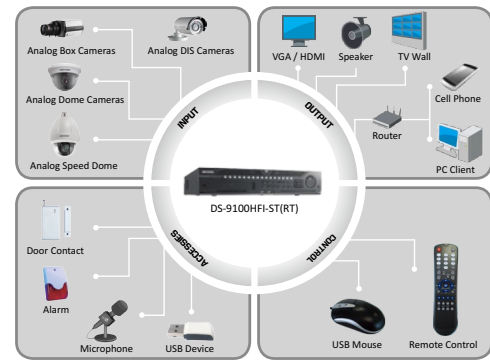 Analog Box Cameras
Analog DIS Cameras
Analog Dome Cameras
Analog Speed Dome
INPUT
VGA / HDMI
Speaker
TV Wall
Cell Phone
Router
PC Client
OUTPUT
DS-9100HFI-ST(RT)
Door Contact
Alarm
Microphone
USB Device
ACCESSIES
CONTROL
USB Mouse
Remote Control